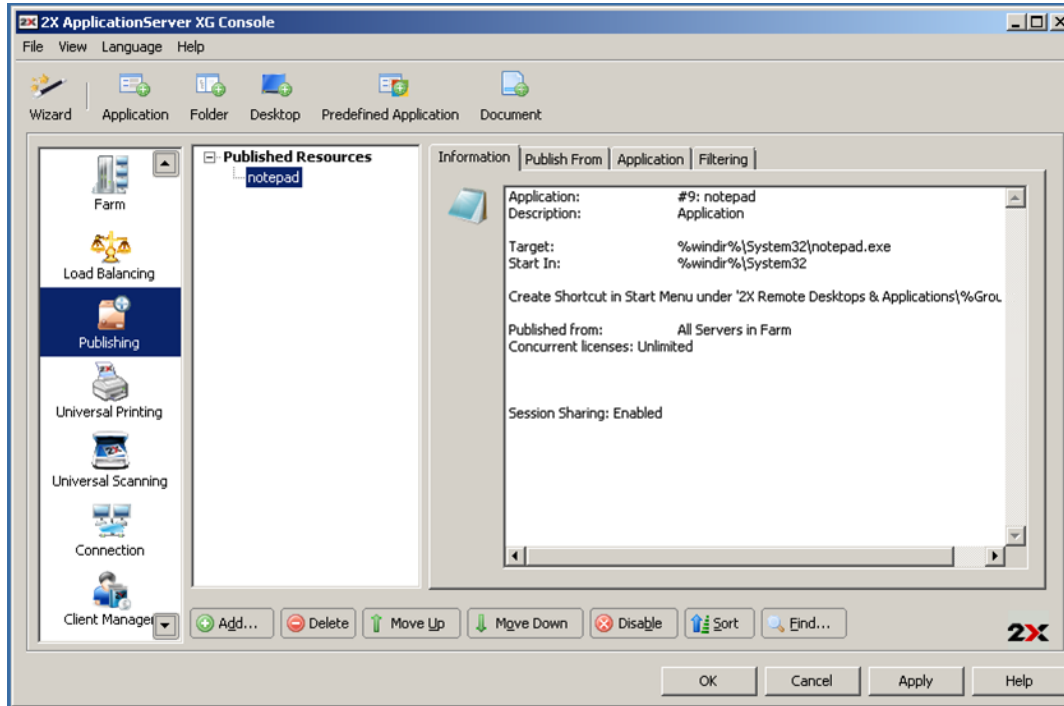 2X ApplicationServer XG Console
File View Language Help
Wizard Application Folder Desktop Predefined Application Document
Farm
Load Balancing
Publishing
Universal Printing
Universal Scanning
Connection
Client Manager
Published Resources
notepad
Information Publish From Application Filtering
Application: #9: notepad
Description: Application
Target: %windir%\System32\notepad.exe
Start In: %windir%\System32
Create Shortcut in Start Menu under '2X Remote Desktops & Applications\%Grou
Published from: All Servers in Farm
Concurrent licenses: Unlimited
Session Sharing: Enabled
Add... Delete Move Up Move Down Disable Sort Find...
2X
OK Cancel Apply Help